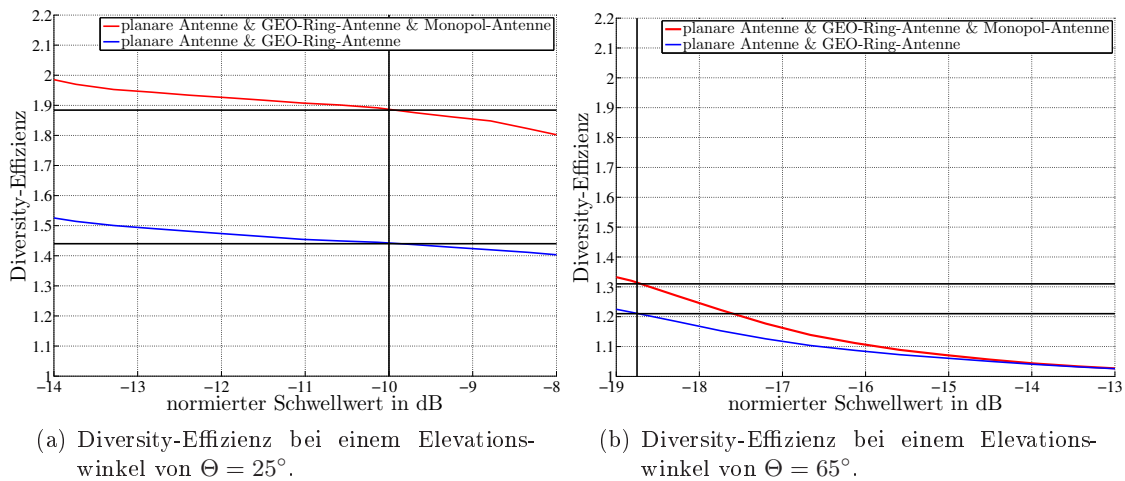 planare Antenne & GEO-Ring-Antenne & Monopol-Antenne
planare Antenne & GEO-Ring-Antenne
Diversity-Effizienz
2.2
2.1
2
1.9
1.8
1.7
1.6
1.5
1.4
1.3
1.2
1.1
1
−14 −13 −12 −11 −10 −9 −8
normierter Schwellwert in dB
(a) Diversity-Effizienz bei einem Elevations-
winkel von Θ = 25°.
planare Antenne & GEO-Ring-Antenne & Monopol-Antenne
planare Antenne & GEO-Ring-Antenne
Diversity-Effizienz
2.2
2.1
2
1.9
1.8
1.7
1.6
1.5
1.4
1.3
1.2
1.1
1
−19 −18 −17 −16 −15 −14 −13
normierter Schwellwert in dB
(b) Diversity-Effizienz bei einem Elevations-
winkel von Θ = 65°.